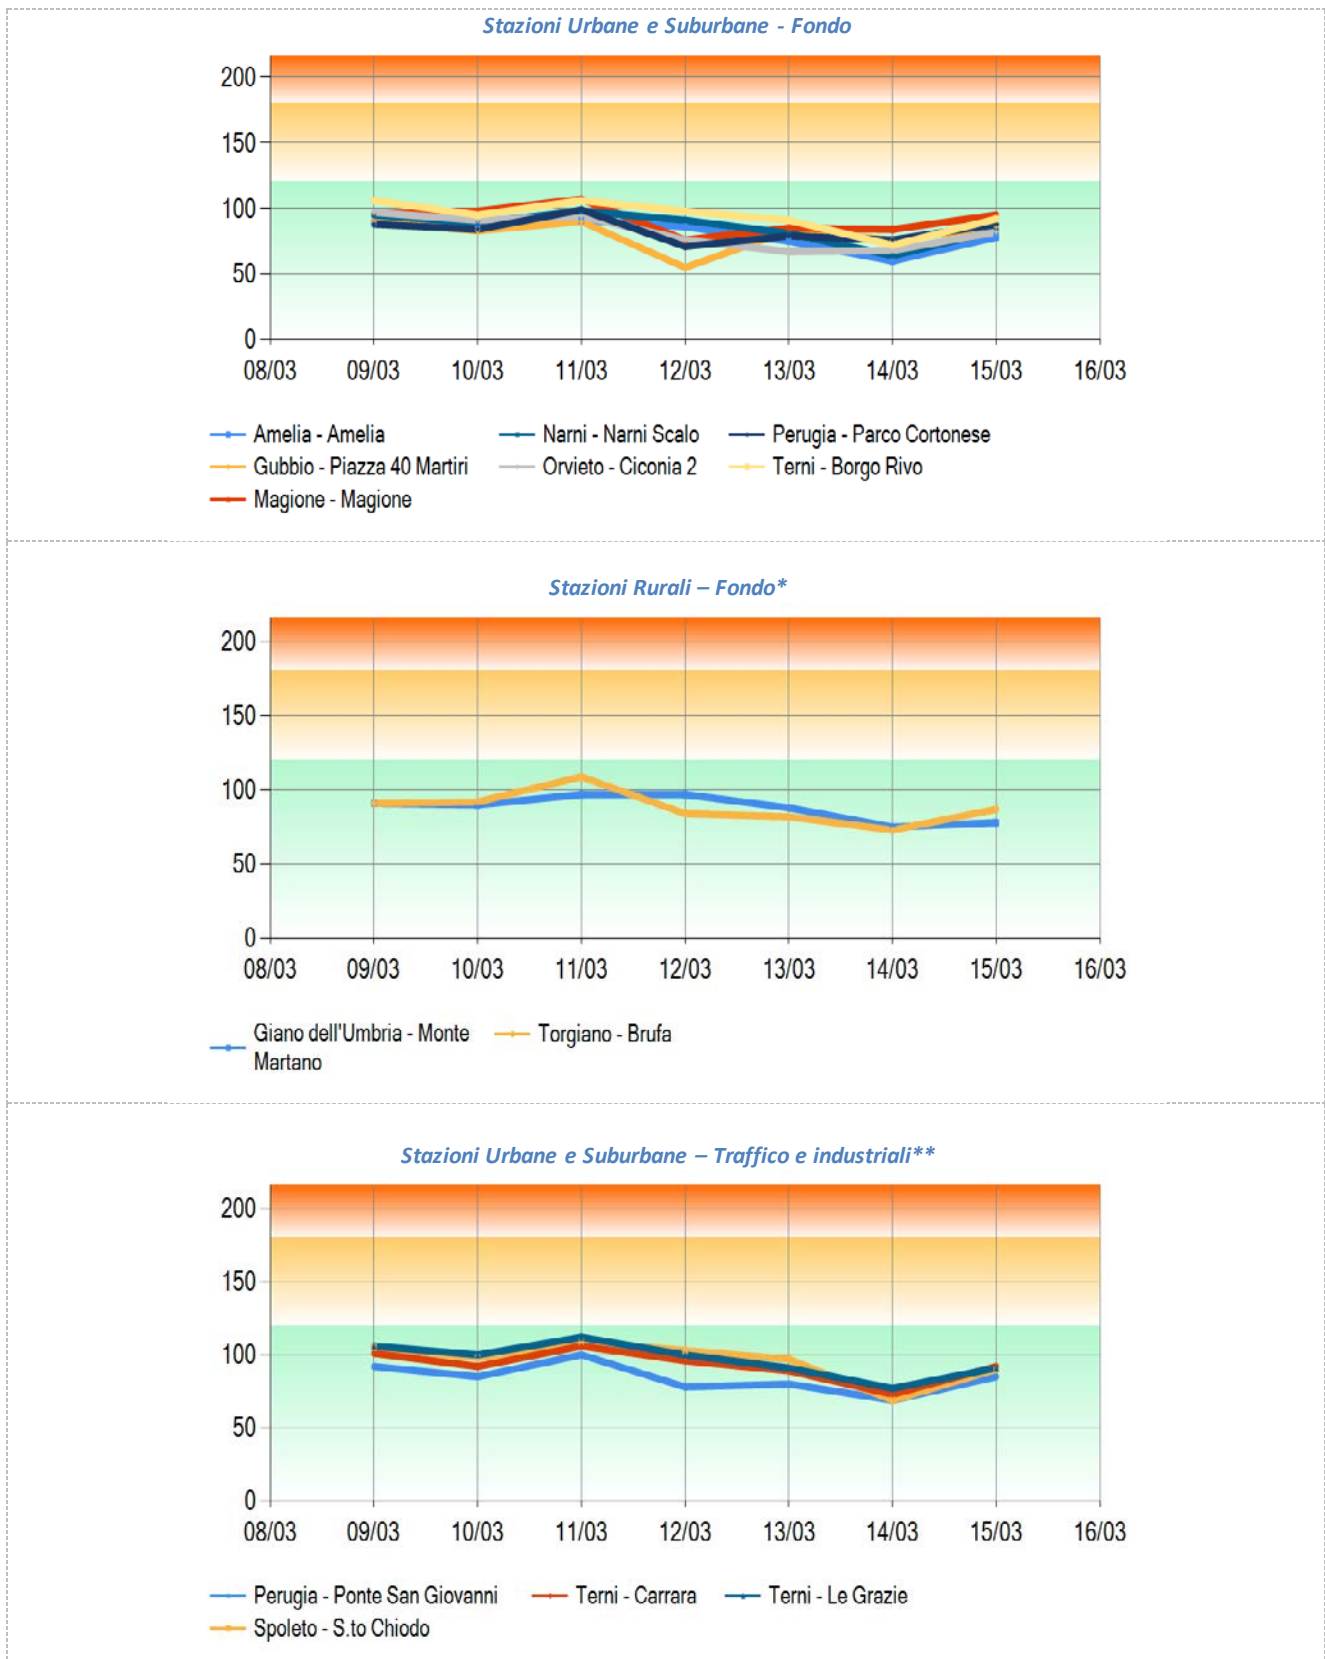 Stazioni Urbane e Suburbane - Fondo
200
150
100
50
0
08/03 09/03 10/03 11/03 12/03 13/03 14/03 15/03 16/03
Amelia - Amelia Narni - Narni Scalo Perugia - Parco Cortonese
Gubbio - Piazza 40 Martiri Orvieto - Ciconia 2 Terni - Borgo Rivo
Magione - Magione
Stazioni Rurali – Fondo*
200
150
100
50
0
08/03 09/03 10/03 11/03 12/03 13/03 14/03 15/03 16/03
Giano dell'Umbria - Monte Torgiano - Brufa
Martano
Stazioni Urbane e Suburbane – Traffico e industriali**
200
150
100
50
0
08/03 09/03 10/03 11/03 12/03 13/03 14/03 15/03 16/03
Perugia - Ponte San Giovanni Terni - Carrara Terni - Le Grazie
Spoleto - S.to Chiodo